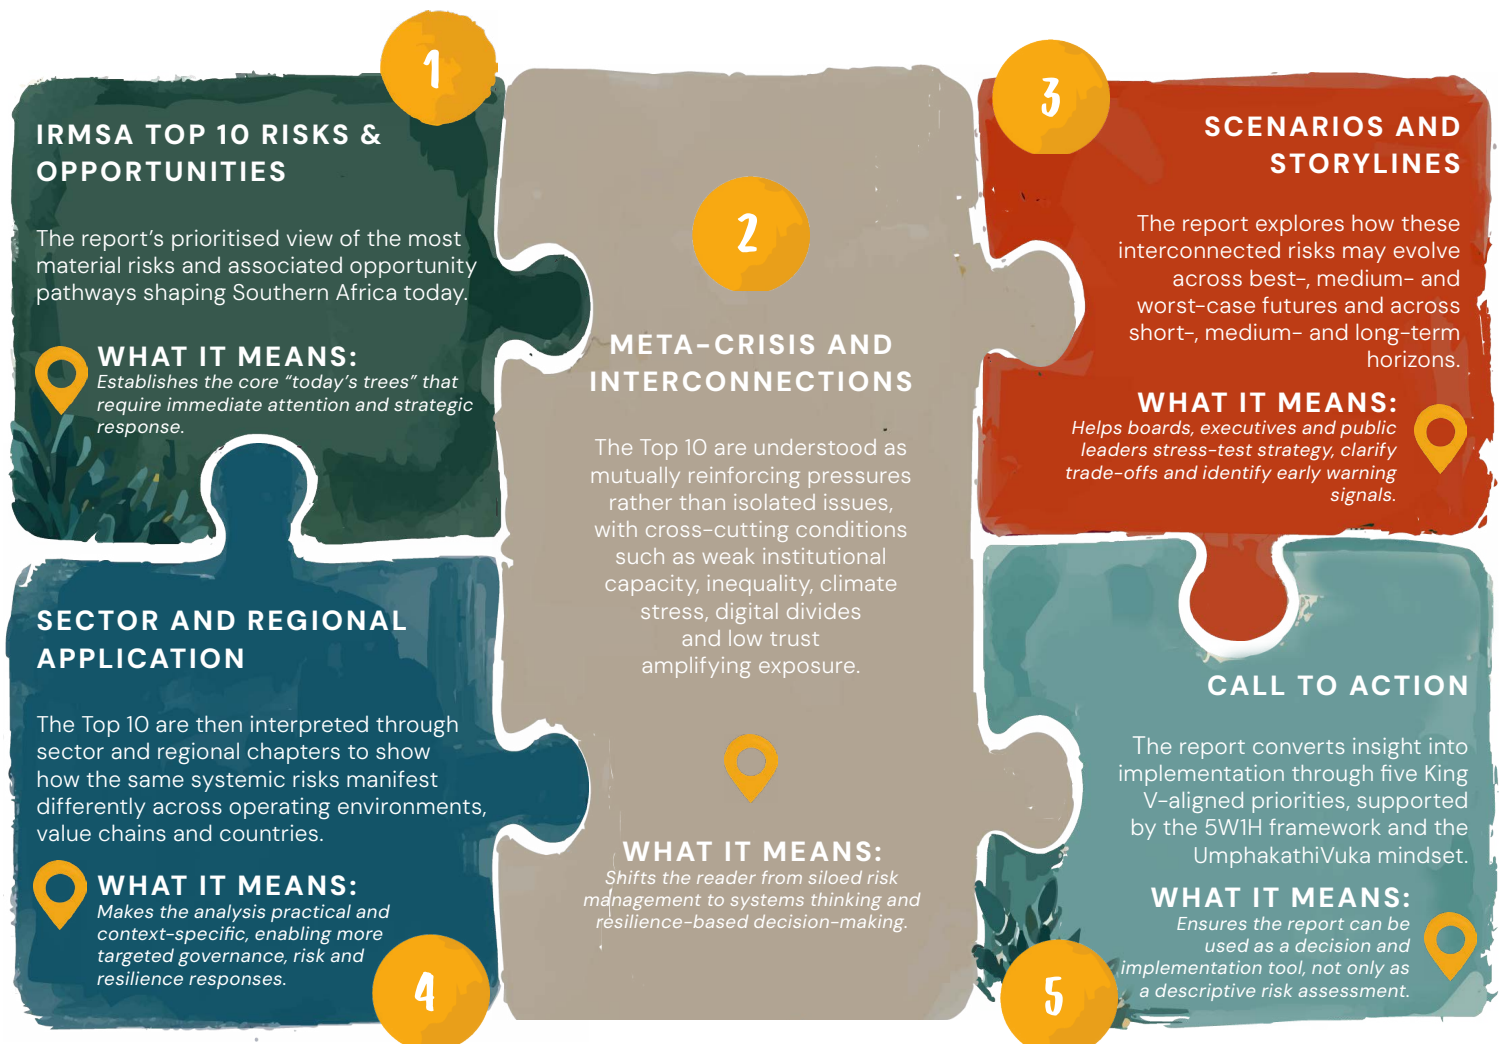 1
IRMSA TOP 10 RISKS &
OPPORTUNITIES
The report’s prioritised view of the most
material risks and associated opportunity
pathways shaping Southern Africa today.
WHAT IT MEANS:
Establishes the core “today’s trees” that
require immediate attention and strategic
response.
2
META-CRISIS AND
INTERCONNECTIONS
The Top 10 are understood as
mutually reinforcing pressures
rather than isolated issues,
with cross-cutting conditions
such as weak institutional
capacity, inequality, climate
stress, digital divides
and low trust
amplifying exposure.
WHAT IT MEANS:
Shifts the reader from siloed risk
management to systems thinking and
resilience-based decision-making.
3
SCENARIOS AND
STORYLINES
The report explores how these
interconnected risks may evolve
across best-, medium- and
worst-case futures and across
short-, medium- and long-term
horizons.
WHAT IT MEANS:
Helps boards, executives and public
leaders stress-test strategy, clarify
trade-offs and identify early warning
signals.
SECTOR AND REGIONAL
APPLICATION
The Top 10 are then interpreted through
sector and regional chapters to show
how the same systemic risks manifest
differently across operating environments,
value chains and countries.
WHAT IT MEANS:
Makes the analysis practical and
context-specific, enabling more
targeted governance, risk and
resilience responses.
4
CALL TO ACTION
The report converts insight into
implementation through five King
V-aligned priorities, supported
by the 5W1H framework and the
UmphakathiVuka mindset.
WHAT IT MEANS:
Ensures the report can be
used as a decision and
implementation tool, not only as
a descriptive risk assessment.
5